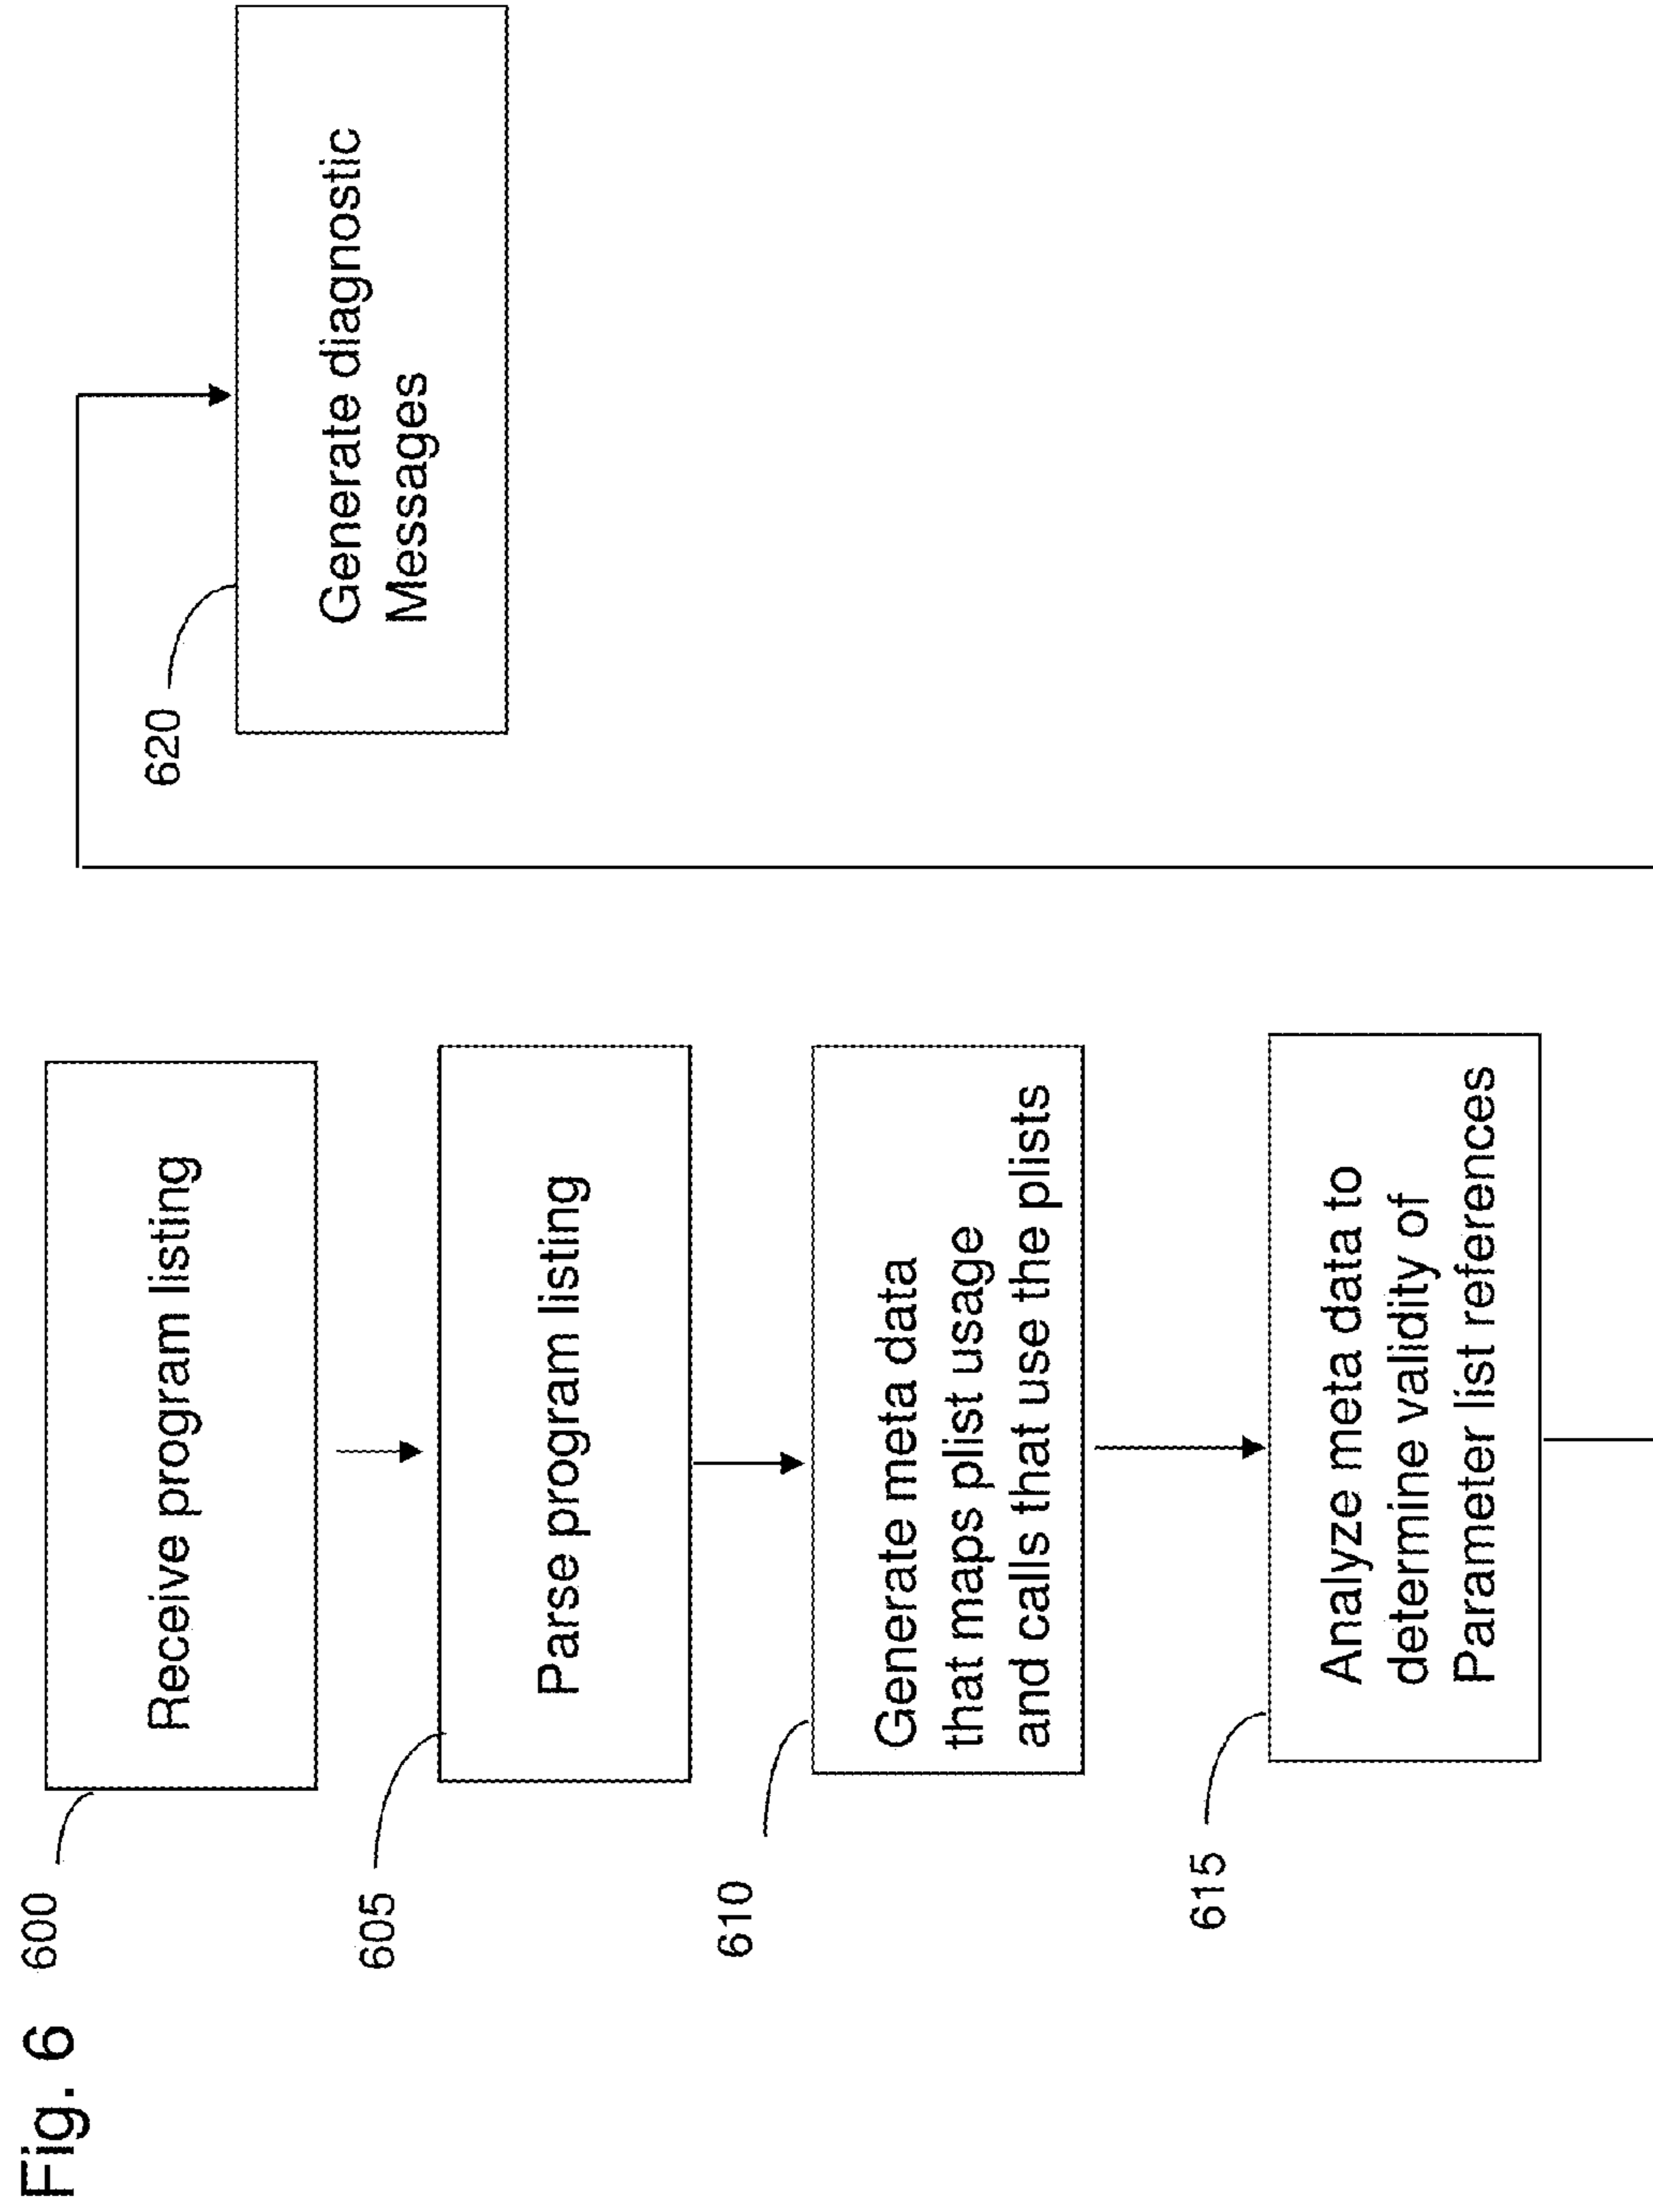 Fig. 6
600
Receive program listing
605
Parse program listing
610
Generate meta data
that maps plist usage
and calls that use the plists
615
Analyze meta data to
determine validity of
Parameter list references
620
Generate diagnostic
Messages